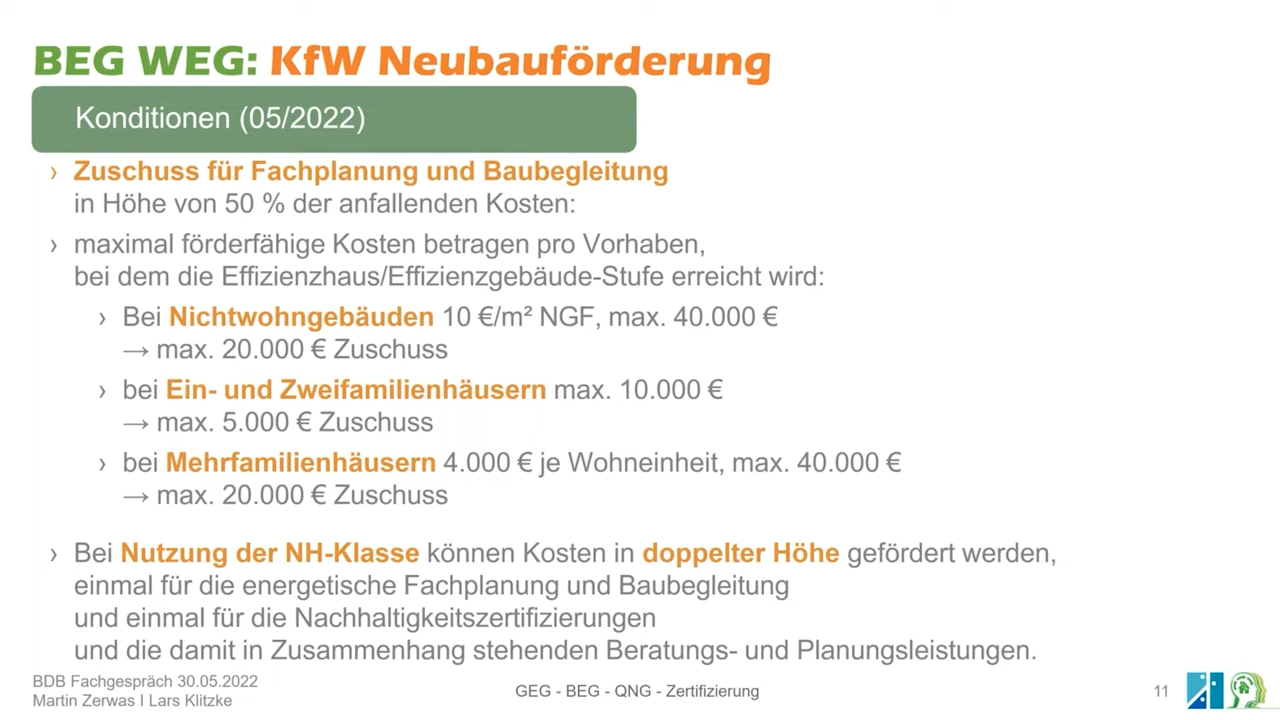 BEG WEG: KfW Neubauförderung
Konditionen (05/2022)
› Zuschuss für Fachplanung und Baubegleitung
in Höhe von 50 % der anfallenden Kosten:
› maximal förderfähige Kosten betragen pro Vorhaben,
bei dem die Effizienzhaus/Effizienzgebäude-Stufe erreicht wird:
› Bei Nichtwohngebäuden 10 €/m² NGF, max. 40.000 €
→ max. 20.000 € Zuschuss
› bei Ein- und Zweifamilienhäusern max. 10.000 €
→ max. 5.000 € Zuschuss
› bei Mehrfamilienhäusern 4.000 € je Wohneinheit, max. 40.000 €
→ max. 20.000 € Zuschuss
› Bei Nutzung der NH-Klasse können Kosten in doppelter Höhe gefördert werden,
einmal für die energetische Fachplanung und Baubegleitung
und einmal für die Nachhaltigkeitszertifizierungen
und die damit in Zusammenhang stehenden Beratungs- und Planungsleistungen.
BDB Fachgespräch 30.05.2022
Martin Zerwas I Lars Klitzke
GEG - BEG - QNG - Zertifizierung
11